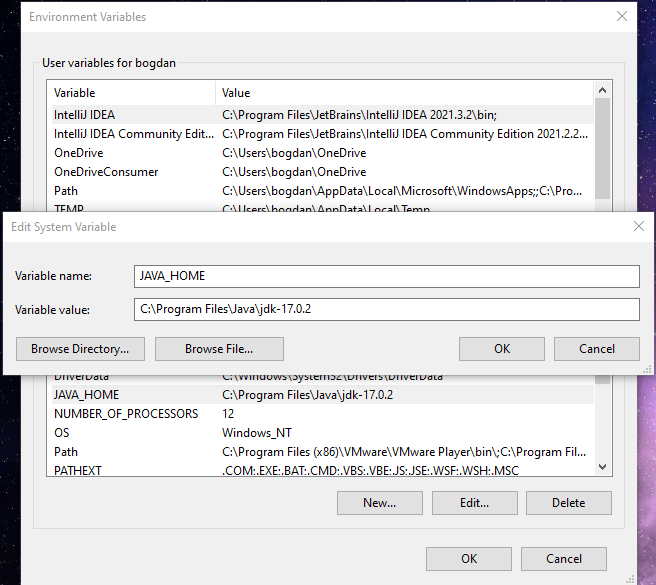 Environment Variables
User variables for bogdan
Variable Value
IntelliJ IDEA C:\Program Files\JetBrains\IntelliJ IDEA 2021.3.2\bin;
IntelliJ IDEA Community Edit... C:\Program Files\JetBrains\IntelliJ IDEA Community Edition 2021.2.2...
OneDrive C:\Users\bogdan\OneDrive
OneDriveConsumer C:\Users\bogdan\OneDrive
Path C:\Users\bogdan\AppData\Local\Microsoft\WindowsApps;;C:\Pro...
TEMP C:\Users\bogdan\AppData\Local\Temp
Edit System Variable
Variable name: JAVA_HOME
Variable value: C:\Program Files\Java\jdk-17.0.2
Browse Directory... Browse File... OK Cancel
DriverData C:\Windows\System32\Drivers\DriverData
JAVA_HOME C:\Program Files\Java\jdk-17.0.2
NUMBER_OF_PROCESSORS 12
OS Windows_NT
Path C:\Program Files (x86)\VMware\VMware Player\bin\;C:\Program Fil...
PATHEXT .COM;.EXE;.BAT;.CMD;.VBS;.VBE;.JS;.JSE;.WSF;.WSH;.MSC
New... Edit... Delete
OK Cancel